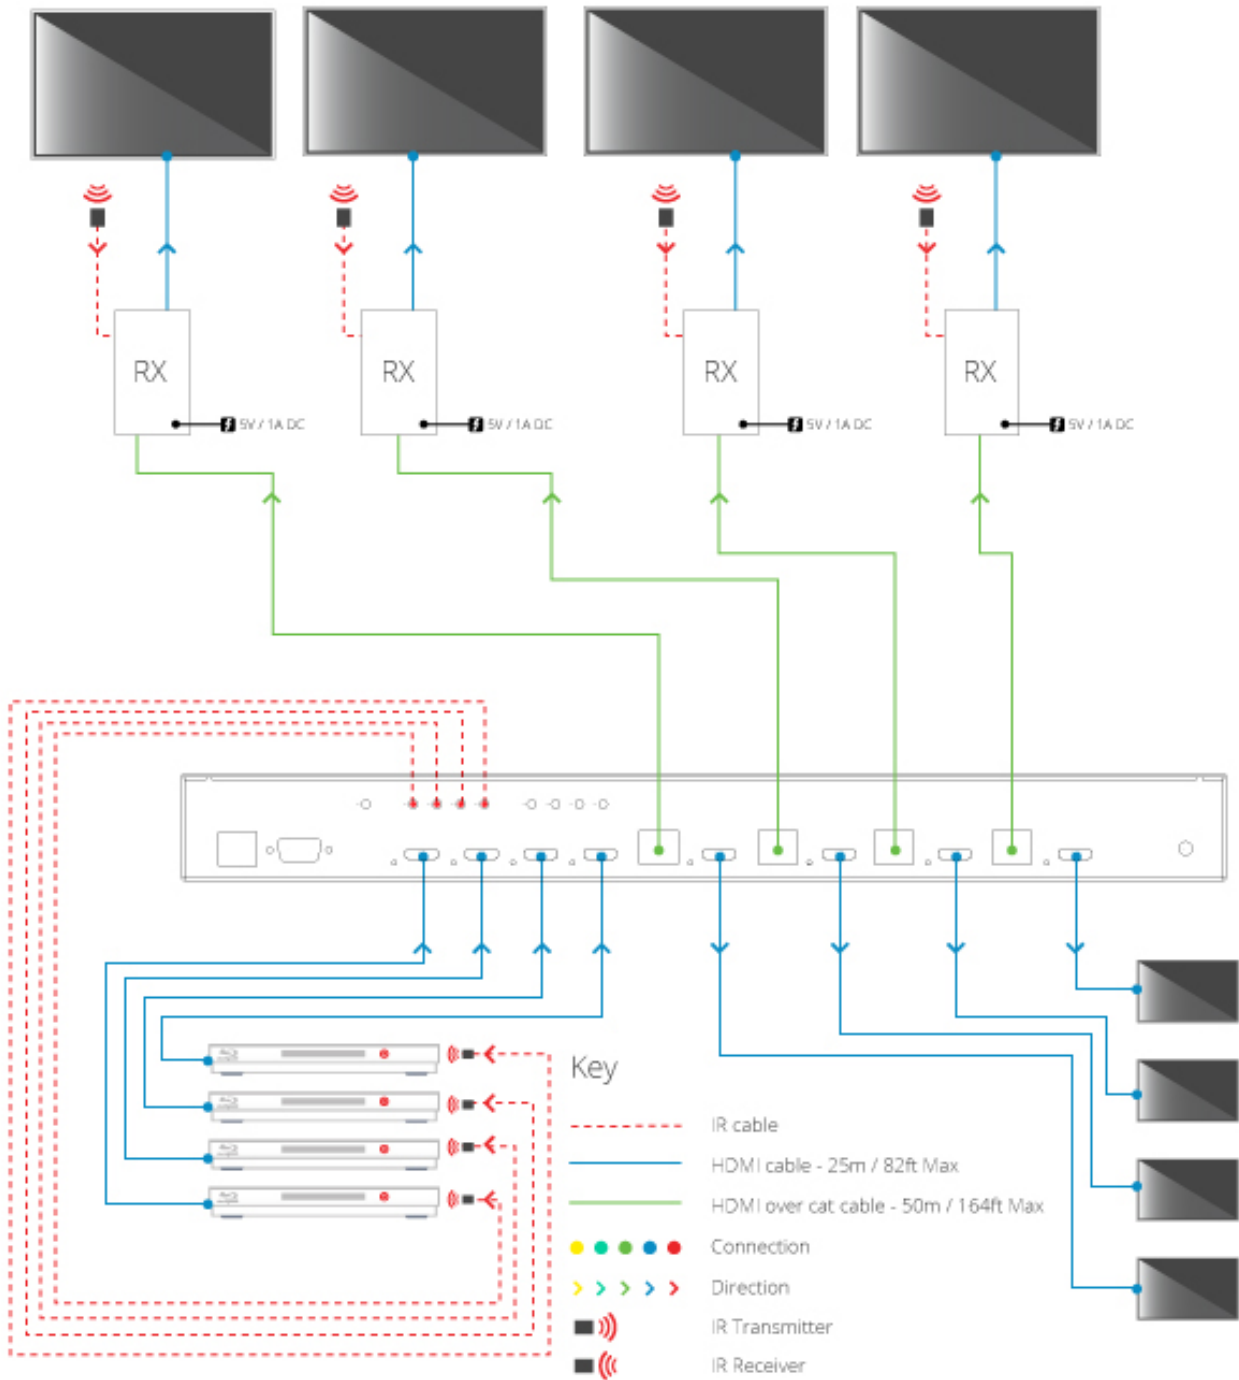 RX
RX
RX
RX
5V / 1A DC
5V / 1A DC
5V / 1A DC
5V / 1A DC
Key
IR cable
HDMI cable - 25m / 82ft Max
HDMI over cat cable - 50m / 164ft Max
Connection
Direction
IR Transmitter
IR Receiver